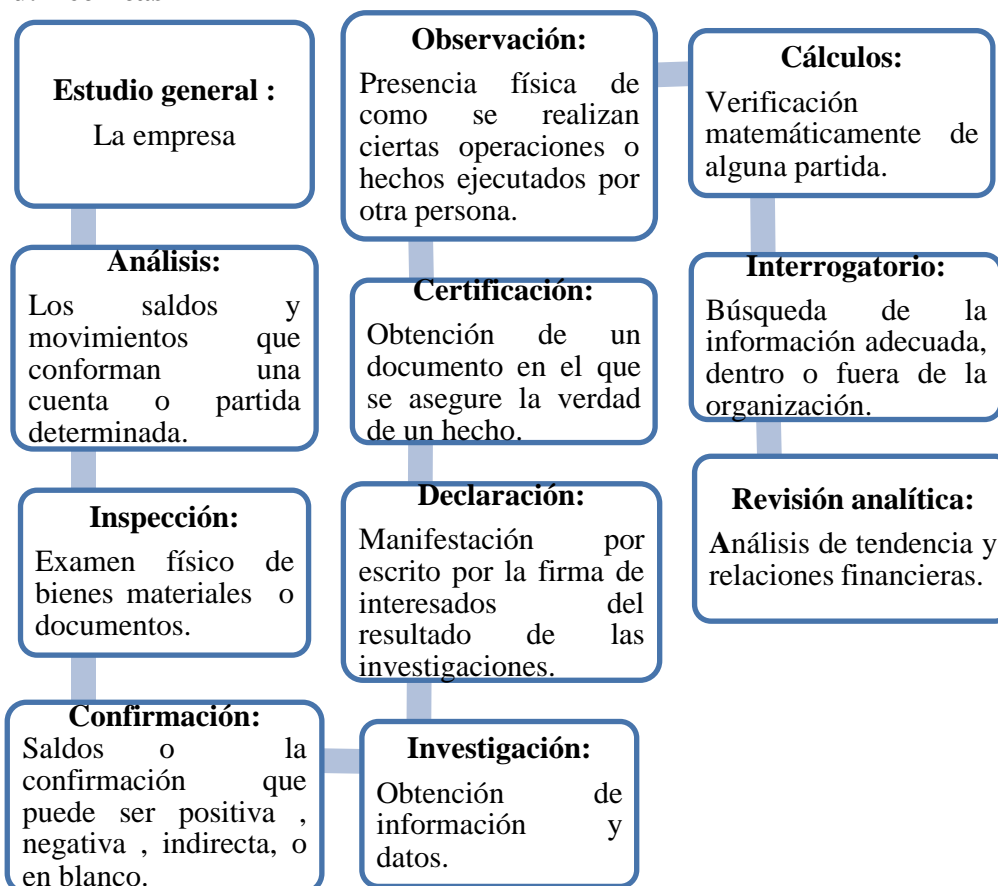 Estudio general :
La empresa
Análisis:
Los saldos y
movimientos que
conforman una
cuenta o partida
determinada.
Inspección:
Examen físico de
bienes materiales o
documentos.
Confirmación:
Saldos o la
confirmación que
puede ser positiva ,
negativa , indirecta, o
en blanco.
Investigación:
Obtención de
información y
datos.
Declaración:
Manifestación por
escrito por la firma de
interesados del
resultado de las
investigaciones.
Certificación:
Obtención de un
documento en el que
se asegure la verdad
de un hecho.
Observación:
Presencia física de
como se realizan
ciertas operaciones o
hechos ejecutados por
otra persona.
Cálculos:
Verificación
matemáticamente de
alguna partida.
Interrogatorio:
Búsqueda de la
información adecuada,
dentro o fuera de la
organización.
Revisión analítica:
Análisis de tendencia y
relaciones financieras.